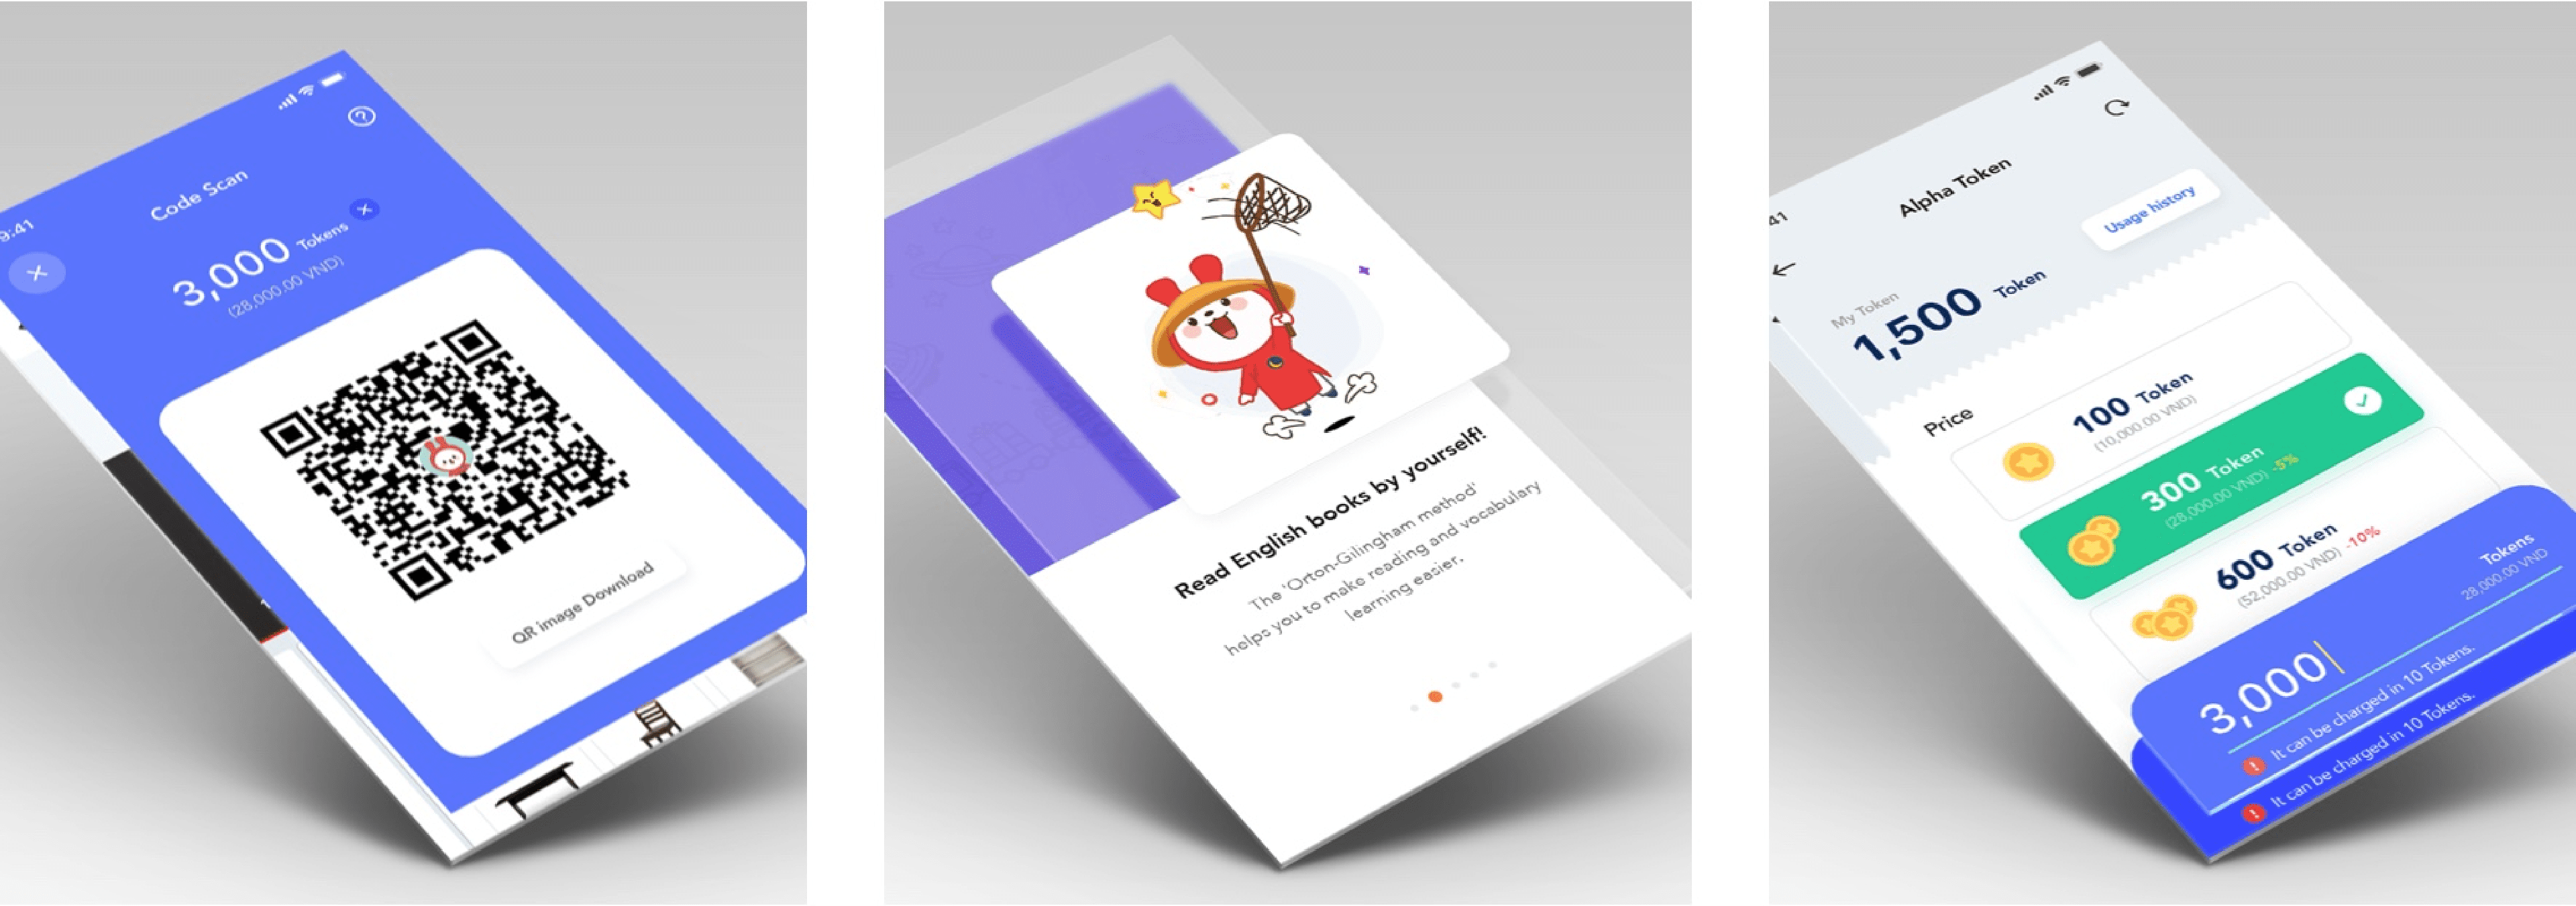 9:41
Code Scan
3,000 Tokens
(28,000.00 VND)
QR image Download
Read English books by yourself!
The 'Orton-Gilingham method'
helps you to make reading and vocabulary
learning easier.
41
Alpha Token
Usage history
My Token
1,500 Token
Price
100 Token
(10,000.00 VND)
300 Token
(28,000.00 VND) -5%
600 Token
(52,000.00 VND) -10%
Tokens
28,000.00 VND
3,000
It can be charged in 10 Tokens.
It can be charged in 10 Tokens.